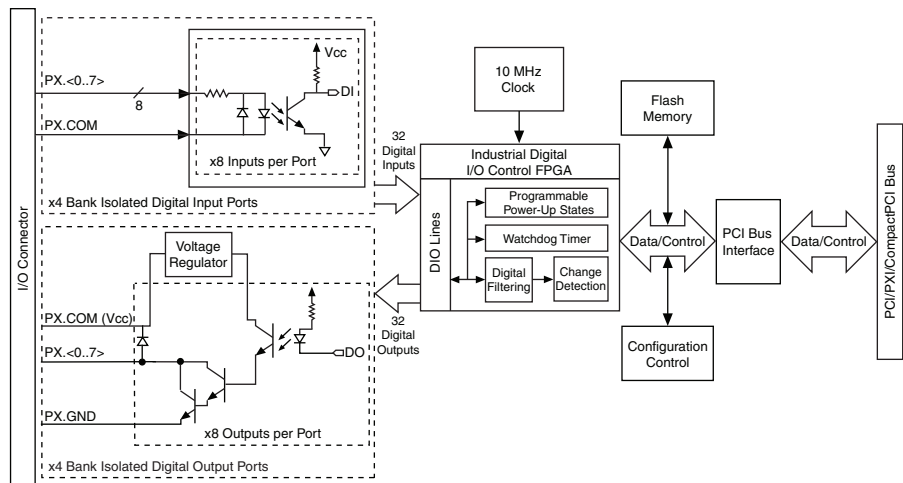 I/O Connector
PX.<0..7>
8
PX.COM
Vcc
DI
x8 Inputs per Port
x4 Bank Isolated Digital Input Ports
32
Digital
Inputs
Voltage
Regulator
PX.COM (Vcc)
PX.<0..7>
DO
PX.GND
x8 Outputs per Port
x4 Bank Isolated Digital Output Ports
32
Digital
Outputs
10 MHz
Clock
Industrial Digital
I/O Control FPGA
DIO Lines
Programmable
Power-Up States
Watchdog Timer
Digital
Filtering
Change
Detection
Flash
Memory
Data/Control
Configuration
Control
PCI Bus
Interface
Data/Control
PCI/PXI/CompactPCI Bus